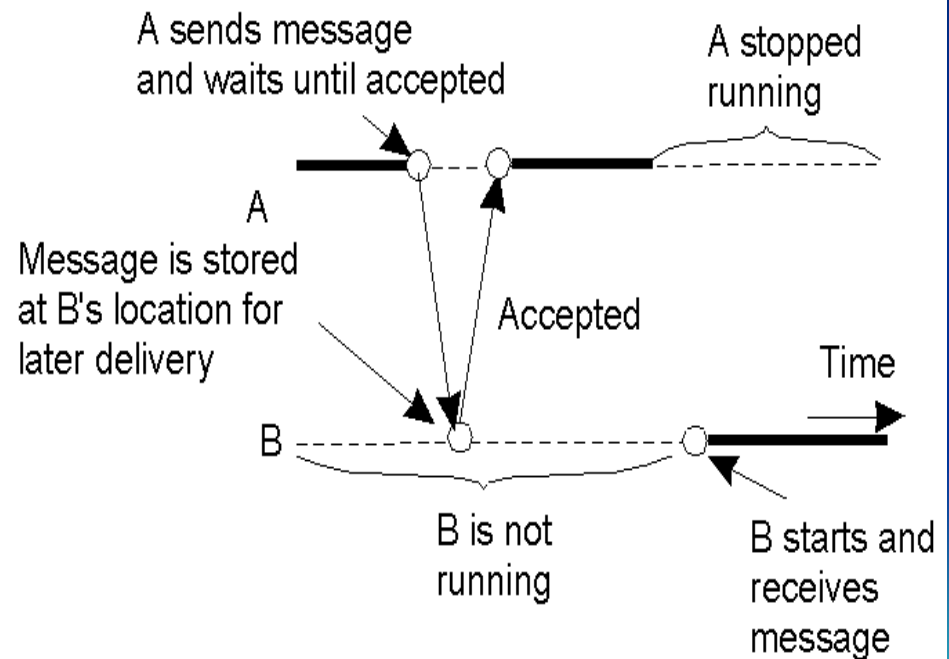 A sends message
and waits until accepted
A stopped
running
A
Message is stored
at B's location for
later delivery
Accepted
Time
B
B is not
running
B starts and
receives
message